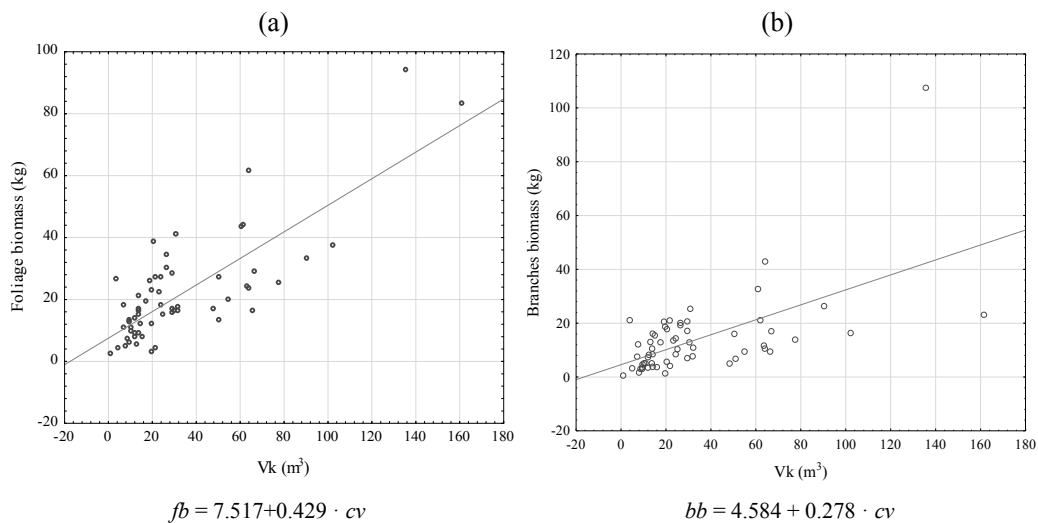 (a)
100
80
60
40
20
0
-20
-20 0 20 40 60 80 100 120 140 160 180
Foliage biomass (kg)
Vk (m³)
fb = 7.517+0.429 · cv
(b)
120
100
80
60
40
20
0
-20
-20 0 20 40 60 80 100 120 140 160 180
Branches biomass (kg)
Vk (m³)
bb = 4.584 + 0.278 · cv